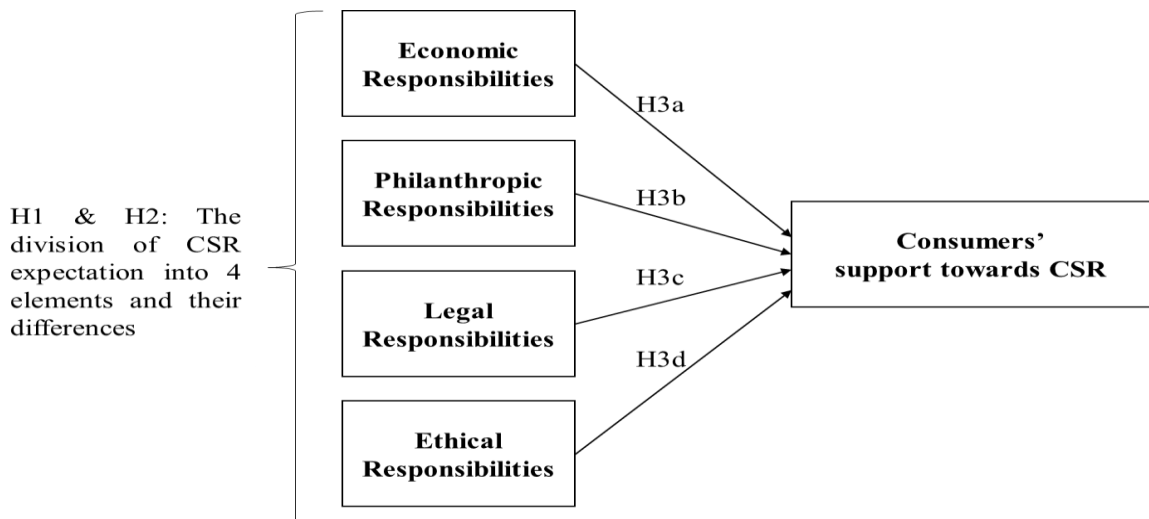 H1 & H2: The
division of CSR
expectation into 4
elements and their
differences
Economic
Responsibilities
Philanthropic
Responsibilities
Legal
Responsibilities
Ethical
Responsibilities
H3a
H3b
H3c
H3d
Consumers’
support towards CSR